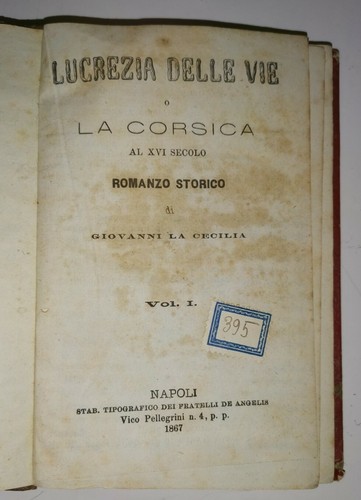 LUCREZIA DELLE VIE
O
LA CORSICA
AL XVI SECOLO
ROMANZO STORICO
di
GIOVANNI LA CECILIA
Vol. I.
395
NAPOLI
STAB. TIPOGRAFICO DEI FRATELLI DE ANGELIS
Vico Pellegrini n. 4, p. p.
1867